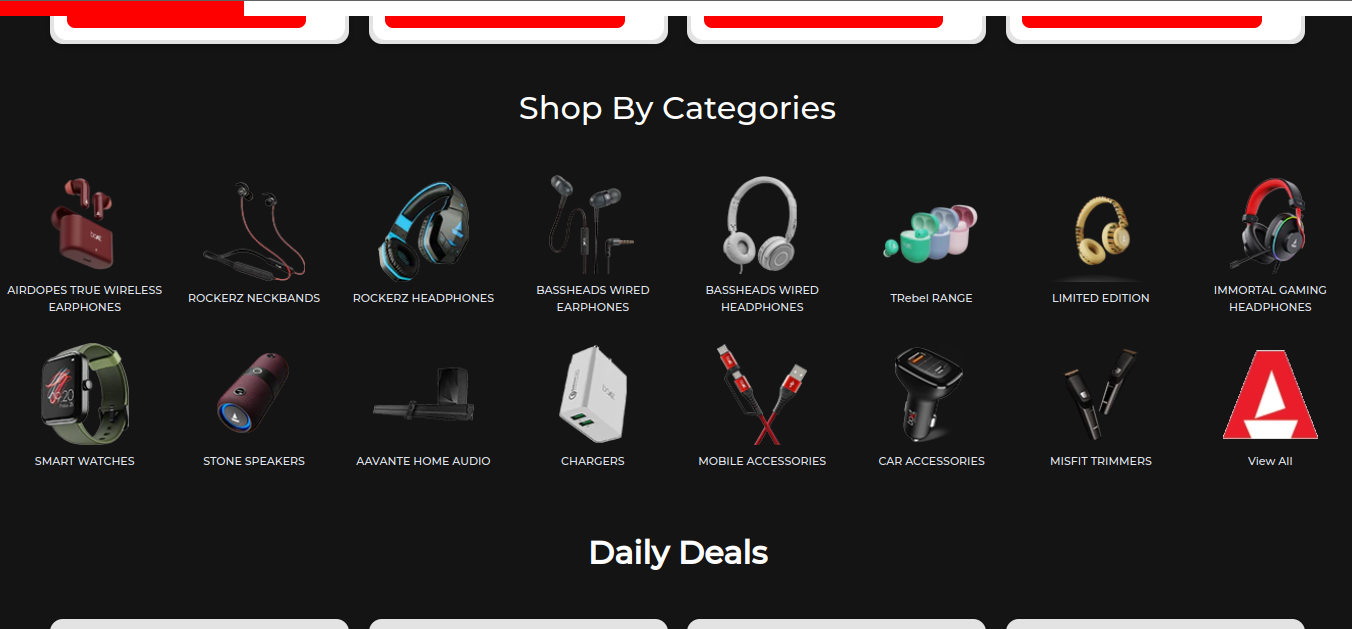 Shop By Categories
AIRDOPES TRUE WIRELESS
EARPHONES
ROCKERZ NECKBANDS
ROCKERZ HEADPHONES
BASSHEADS WIRED
EARPHONES
BASSHEADS WIRED
HEADPHONES
TRebel RANGE
LIMITED EDITION
IMMORTAL GAMING
HEADPHONES
SMART WATCHES
STONE SPEAKERS
AAVANTE HOME AUDIO
CHARGERS
MOBILE ACCESSORIES
CAR ACCESSORIES
MISFIT TRIMMERS
View All
Daily Deals